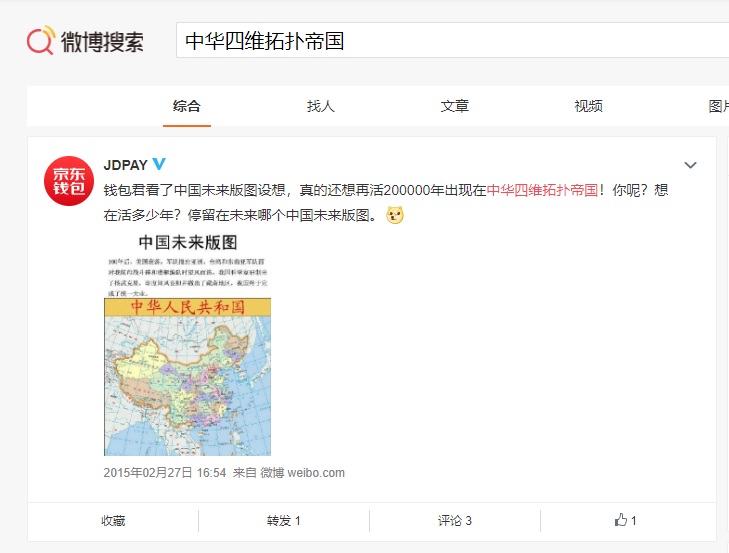 微博搜索
中华四维拓扑帝国
综合
找人
文章
视频
图片
京东
钱包
JDPAY
钱包君看了中国未来版图设想，真的还想再活200000年出现在中华四维拓扑帝国！你呢？想
在活多少年？停留在未来哪个中国未来版图。
中国未来版图
中华人民共和国
2015年02月27日 16:54 来自 微博 weibo.com
收藏
转发 1
评论 3
1